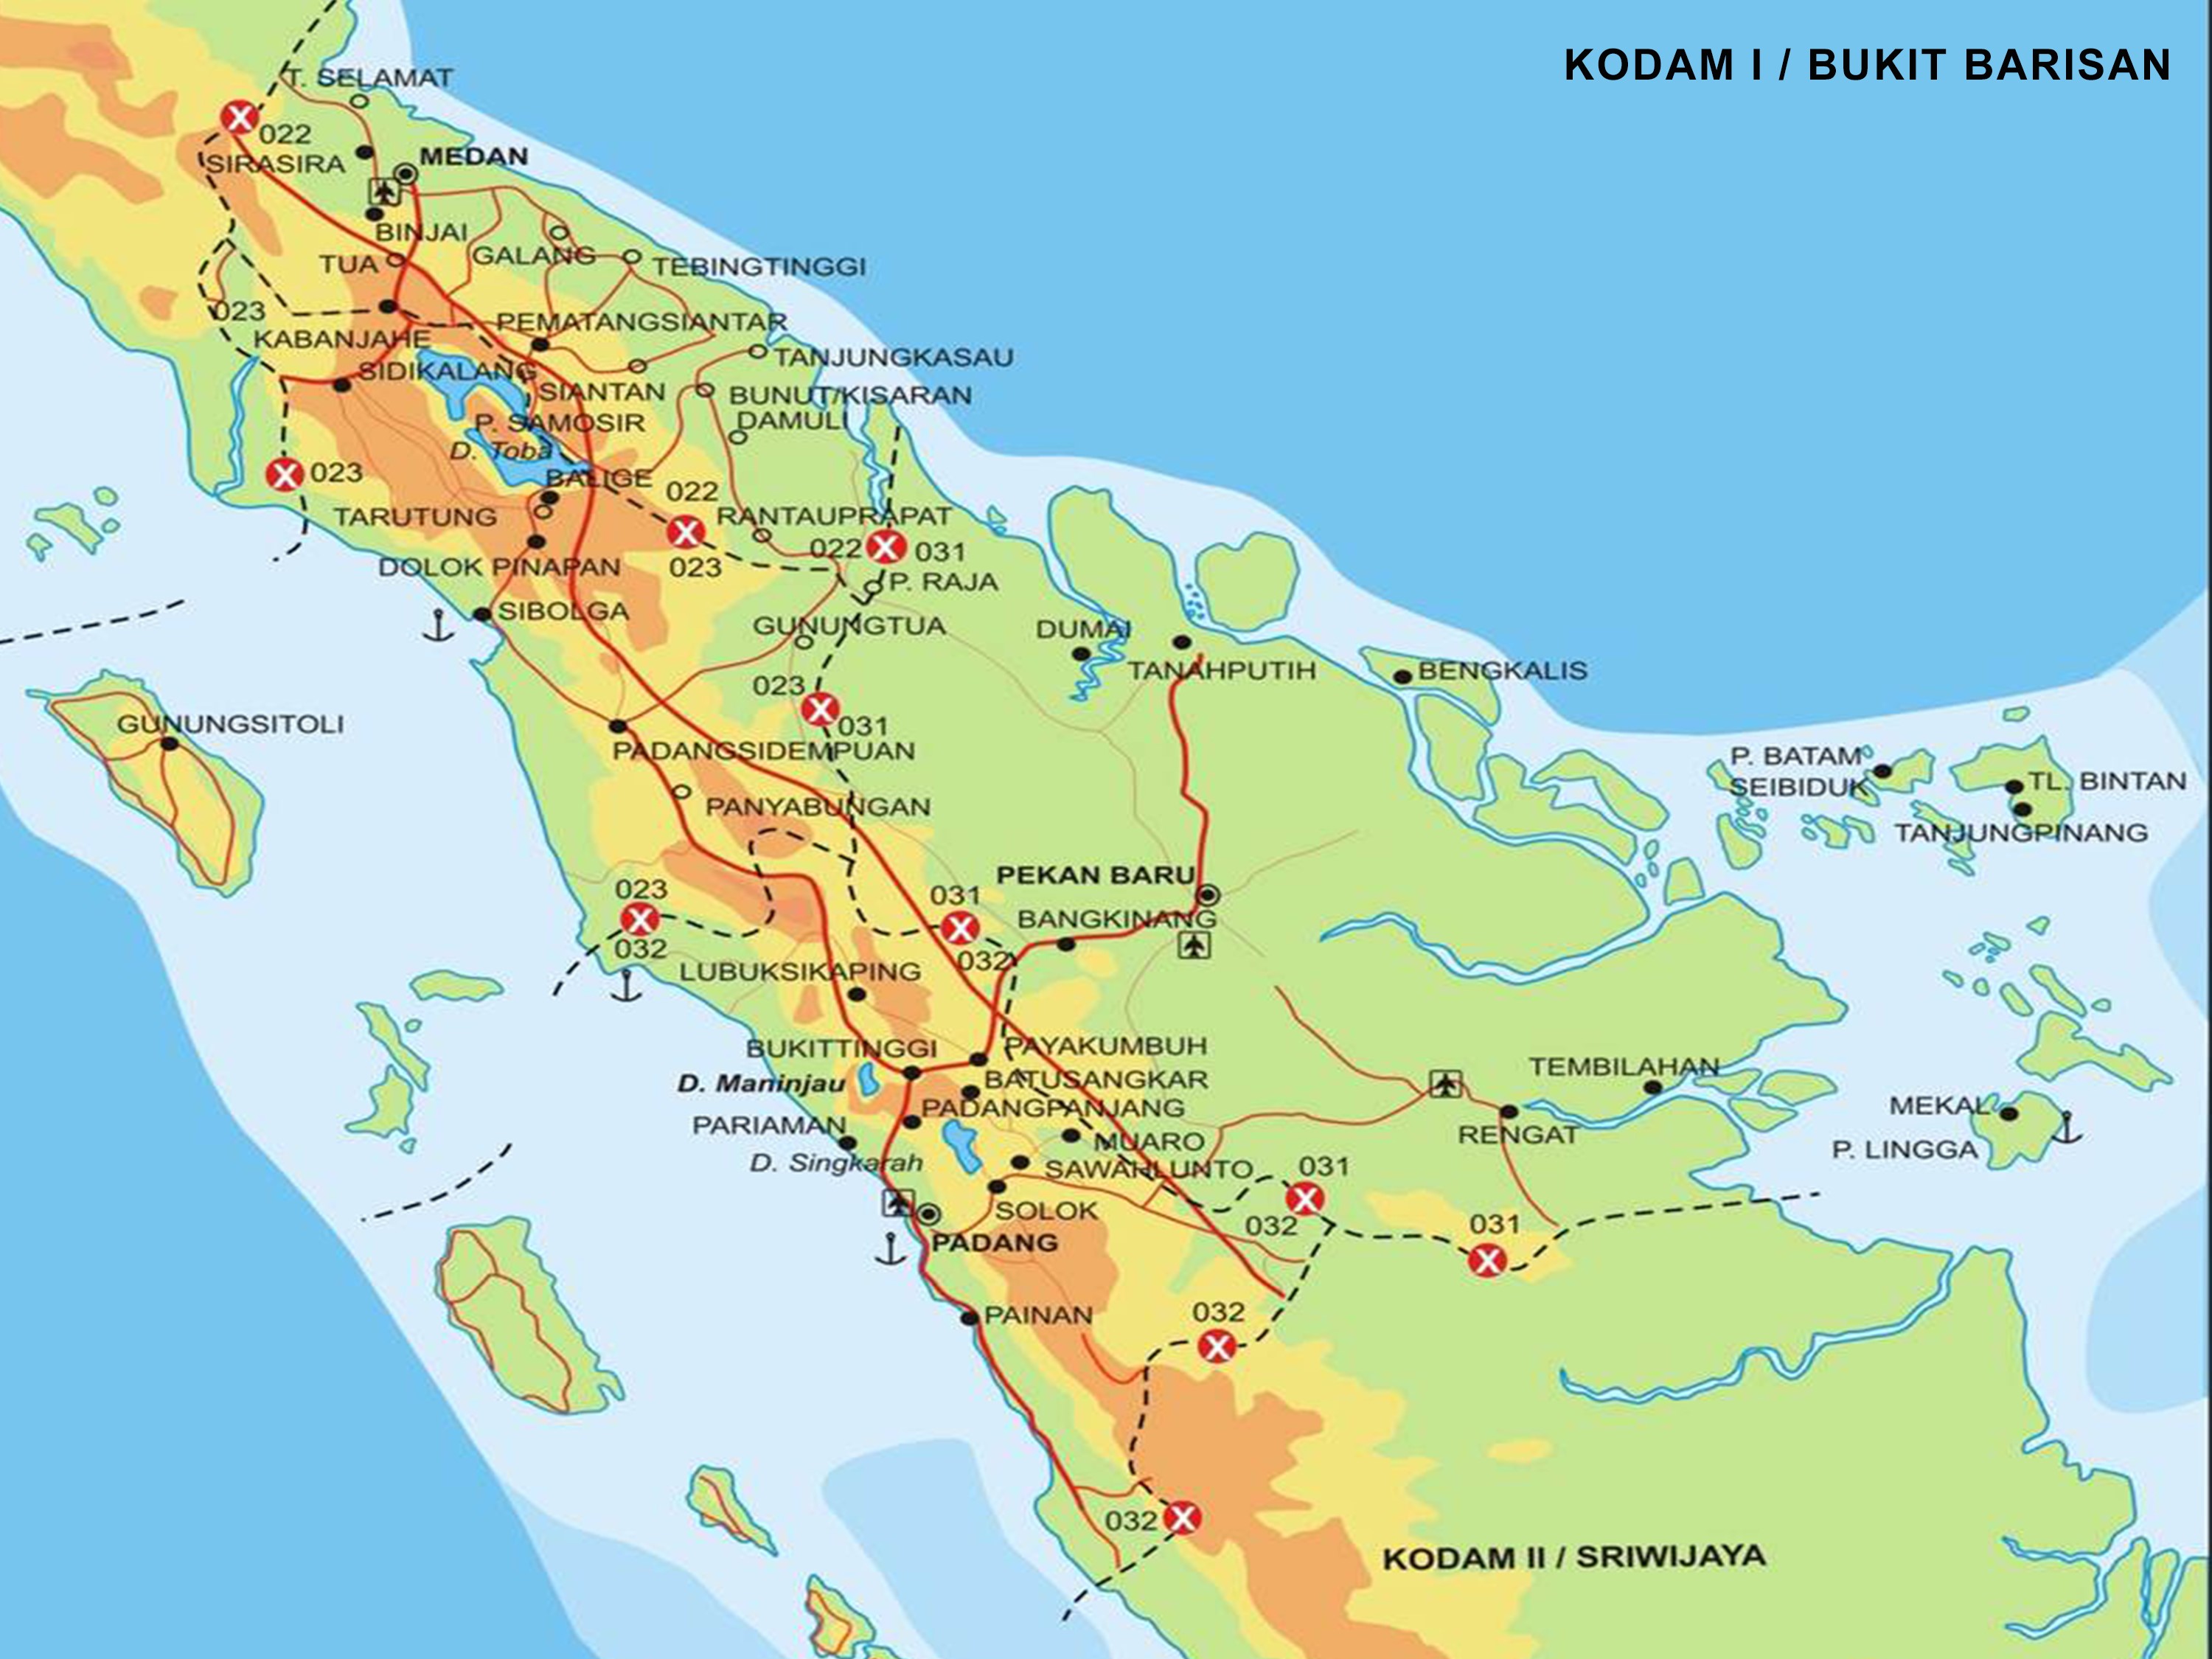 KODAM I / BUKIT BARISAN
T. SELAMAT
022
SIRASIRA
MEDAN
BINJAI
TUA
GALANG
TEBINGTINGGI
023
KABANJAHE
PEMATANGSIANTAR
SIDIKALANG
SIANTAN
TANJUNGKASAU
BUNUT/KISARAN
DAMULI
P. SAMOSIR
D. Toba
BALIGE
023
TARUTUNG
022
023
RANTAUPRAPAT
022
031
DOLOK PINAPAN
P. RAJA
SIBOLGA
GUNUNGTUA
DUMAI
TANAHPUTIH
BENGKALIS
023
031
GUNUNGSITOLI
PADANGSIDEMPUAN
PANYABUNGAN
P. BATAM
SEIBIDUK
TL. BINTAN
TANJUNGPINANG
PEKAN BARU
BANGKINANG
023
032
031
032
LUBUKSIKAPING
BUKITTINGGI
PAYAKUMBUH
D. Maninjau
BATUSANGKAR
PADANGPANJANG
PARIAMAN
MUARO
D. Singkarah
SAWAHLUNTO
SOLOK
PADANG
TEMBILAHAN
RENGAT
MEKAL
P. LINGGA
031
032
031
PAINAN
032
032
KODAM II / SRIWIJAYA